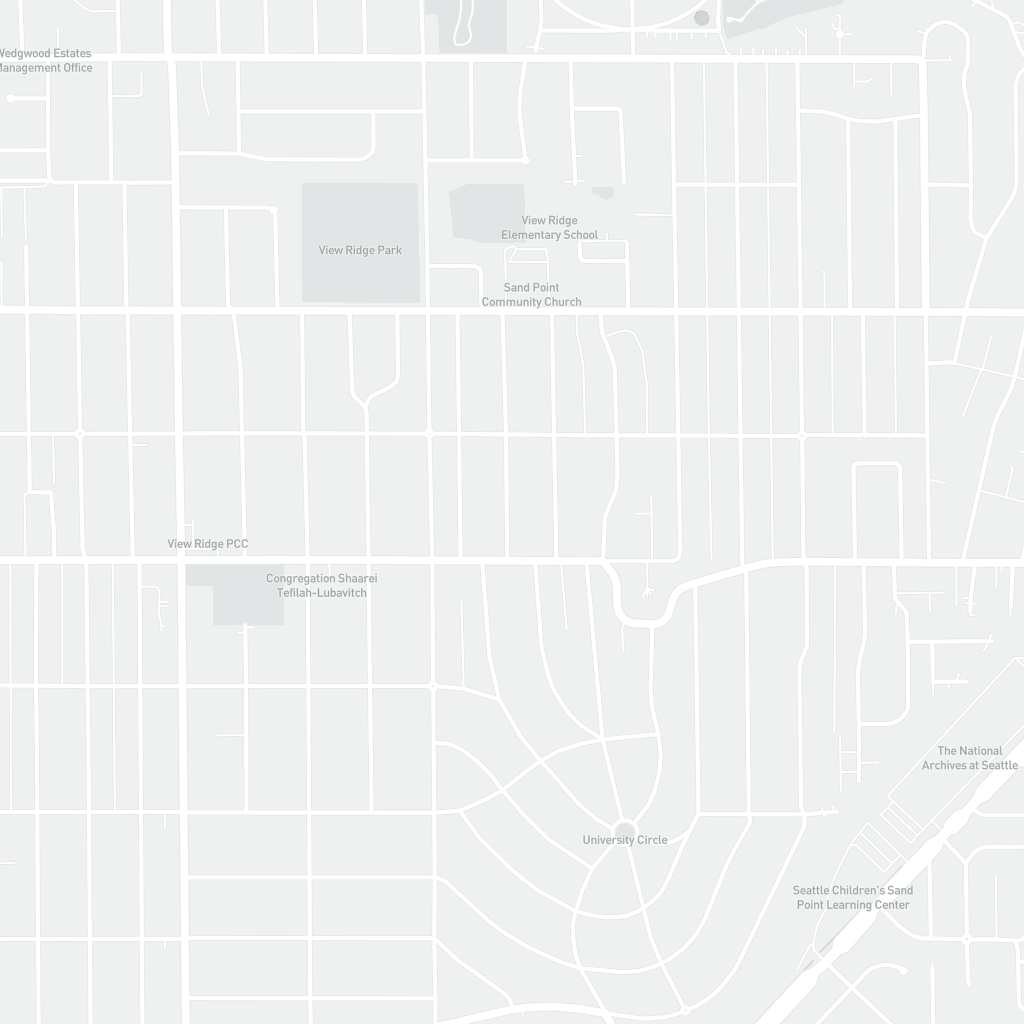 Wedgwood Estates
Management Office
View Ridge
Elementary School
View Ridge Park
Sand Point
Community Church
View Ridge PCC
Congregation Shaarei
Tefilah-Lubavitch
The National
Archives at Seattle
University Circle
Seattle Children's Sand
Point Learning Center